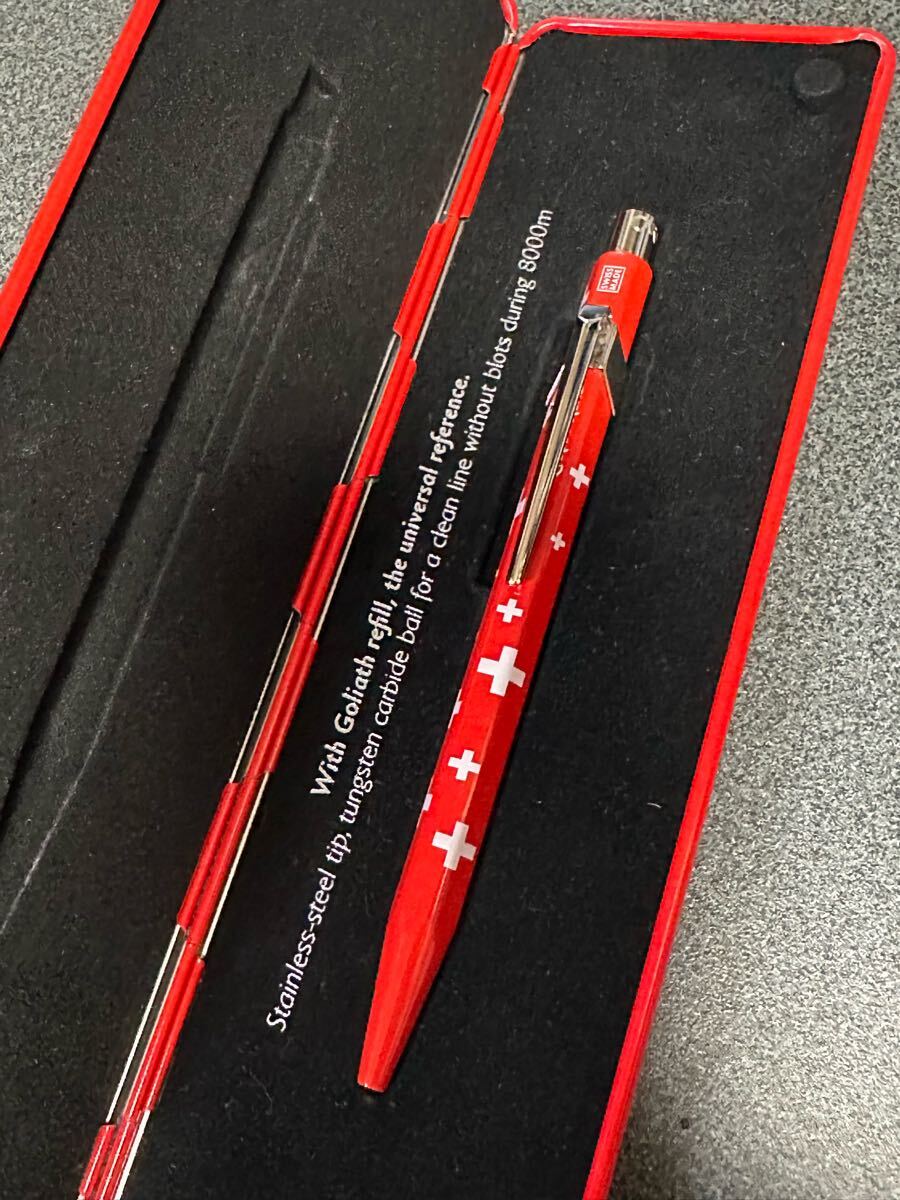 With Goliath refill, the universal reference.
Stainless-steel tip, tungsten carbide ball for a clean line without blots during 8000m
SWISS
MADE